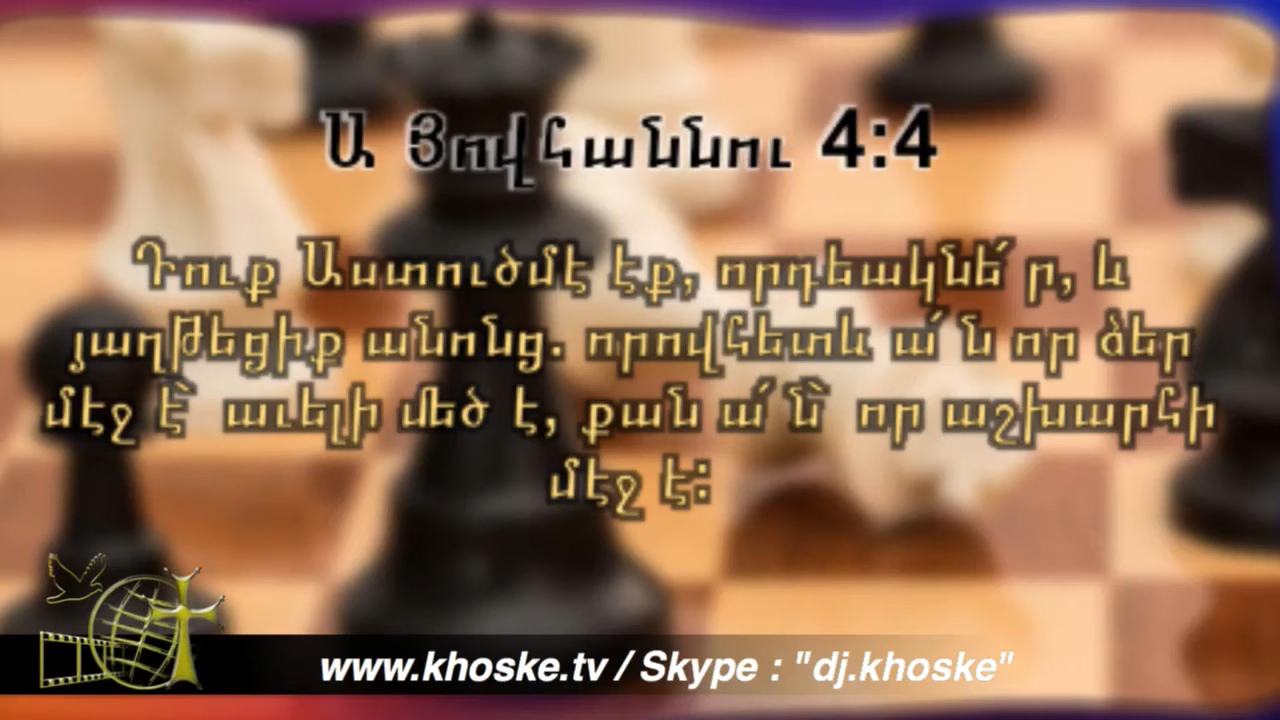 Ա Յովհաննու 4:4
Դուք Աստուծմէ էք, որդեակնե՛ր, և
յաղթեցիք անոնց. որովհետև ա՛ն որ ձեր
մէջ է՝ աւելի մեծ է, քան ա՛ն՝ որ աշխարհի
մէջ է:
www.khoske.tv / Skype : "dj.khoske"